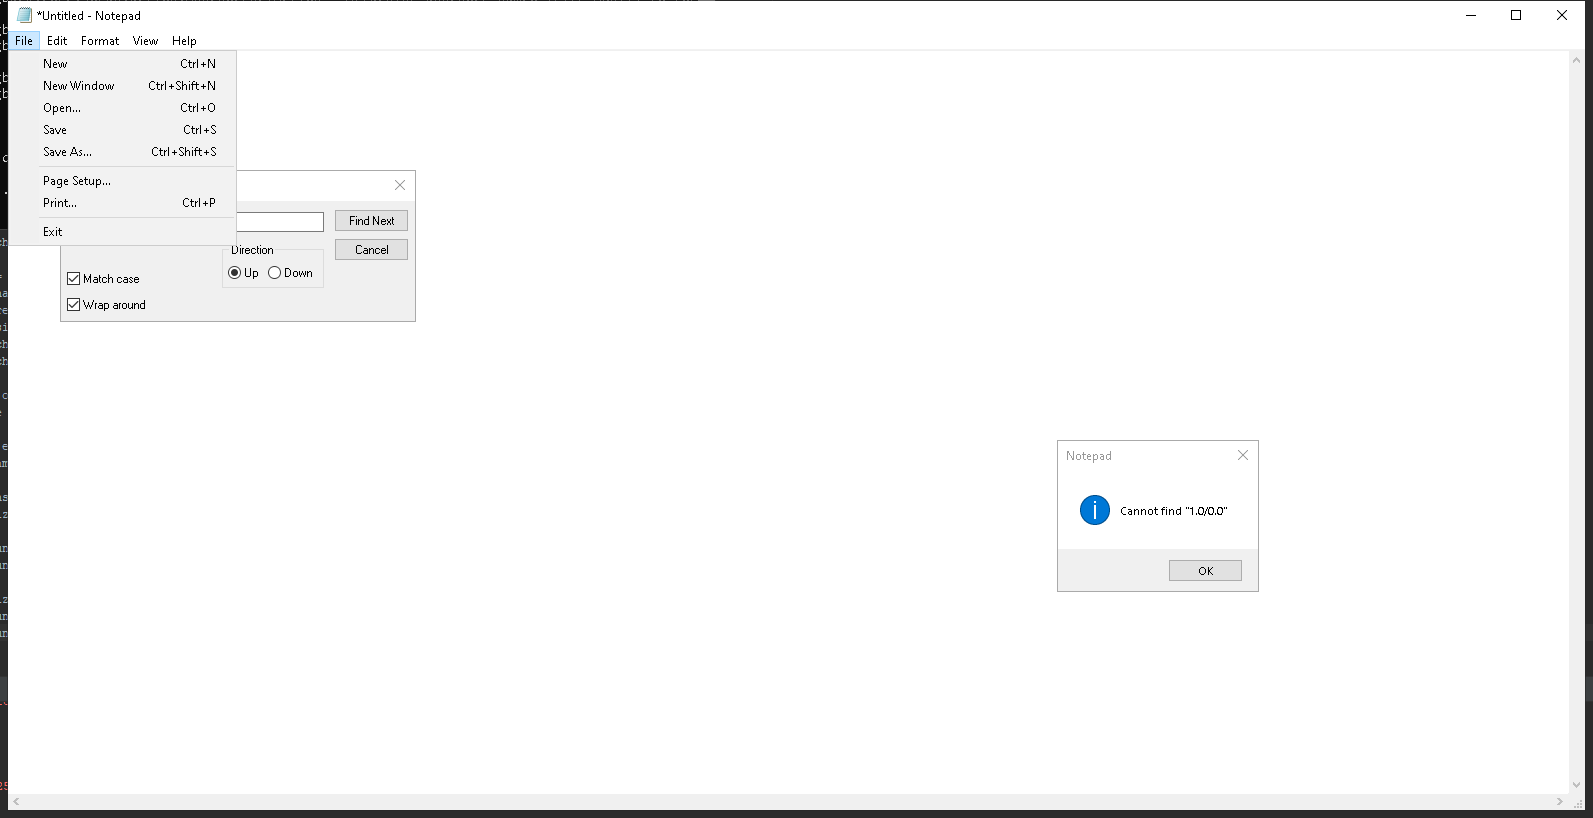 *Untitled - Notepad
File Edit Format View Help
New Ctrl+N
New Window Ctrl+Shift+N
Open... Ctrl+O
Save Ctrl+S
Save As... Ctrl+Shift+S
Page Setup...
Print... Ctrl+P
Exit
Find Next
Cancel
Direction
Up Down
Match case
Wrap around
Notepad
Cannot find "1.0/0.0"
OK